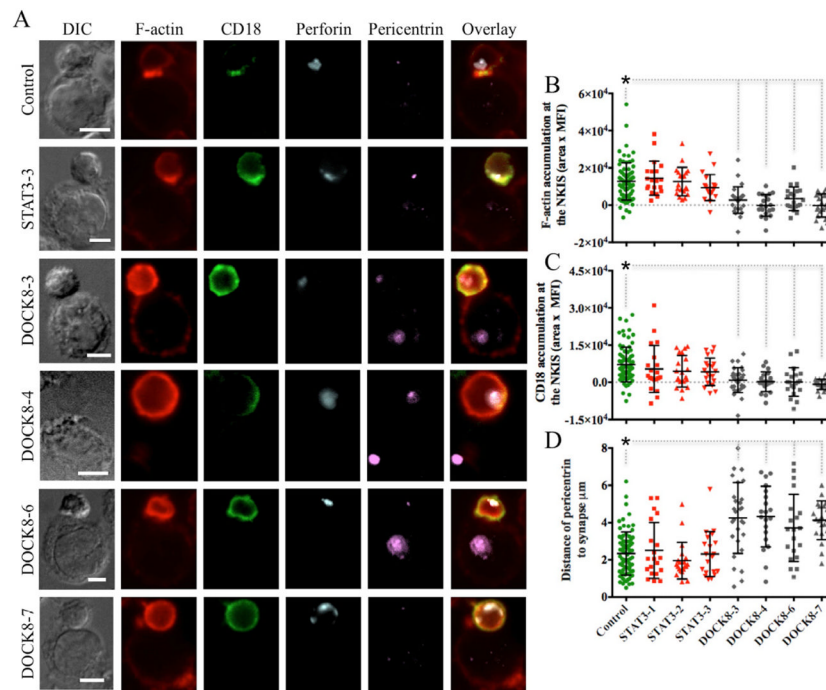 A
DIC F-actin CD18 Perforin Pericentrin Overlay
Control
STAT3-3
DOCK8-3
DOCK8-4
DOCK8-6
DOCK8-7
B
*
F-actin accumulation at
the NKIS (area x MFI)
6×10⁴
4×10⁴
2×10⁴
0
-2×10⁴
C
*
CD18 accumulation at
the NKIS (area x MFI)
4.5×10⁴
3.0×10⁴
1.5×10⁴
0.0
-1.5×10⁴
D
*
Distance of pericentrin
to synapse μm
8
6
4
2
0
Control STAT3-1 STAT3-2 STAT3-3 DOCK8-3 DOCK8-4 DOCK8-6 DOCK8-7